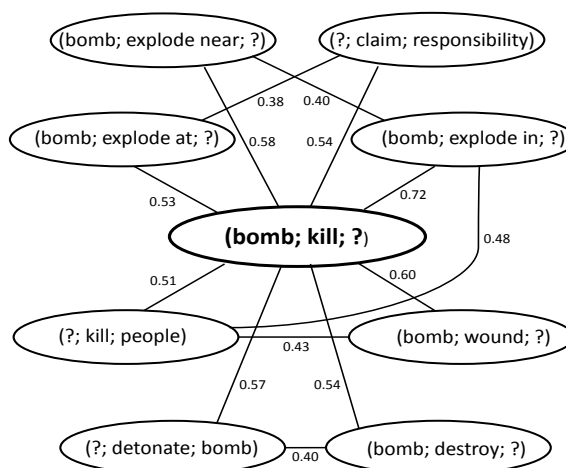 (bomb; explode near; ?)
(?; claim; responsibility)
0.38
0.40
(bomb; explode at; ?)
0.58
0.54
(bomb; explode in; ?)
0.53
0.72
(bomb; kill; ?)
0.48
0.51
0.60
(?; kill; people)
0.43
(bomb; wound; ?)
0.57
0.54
(?; detonate; bomb)
0.40
(bomb; destroy; ?)